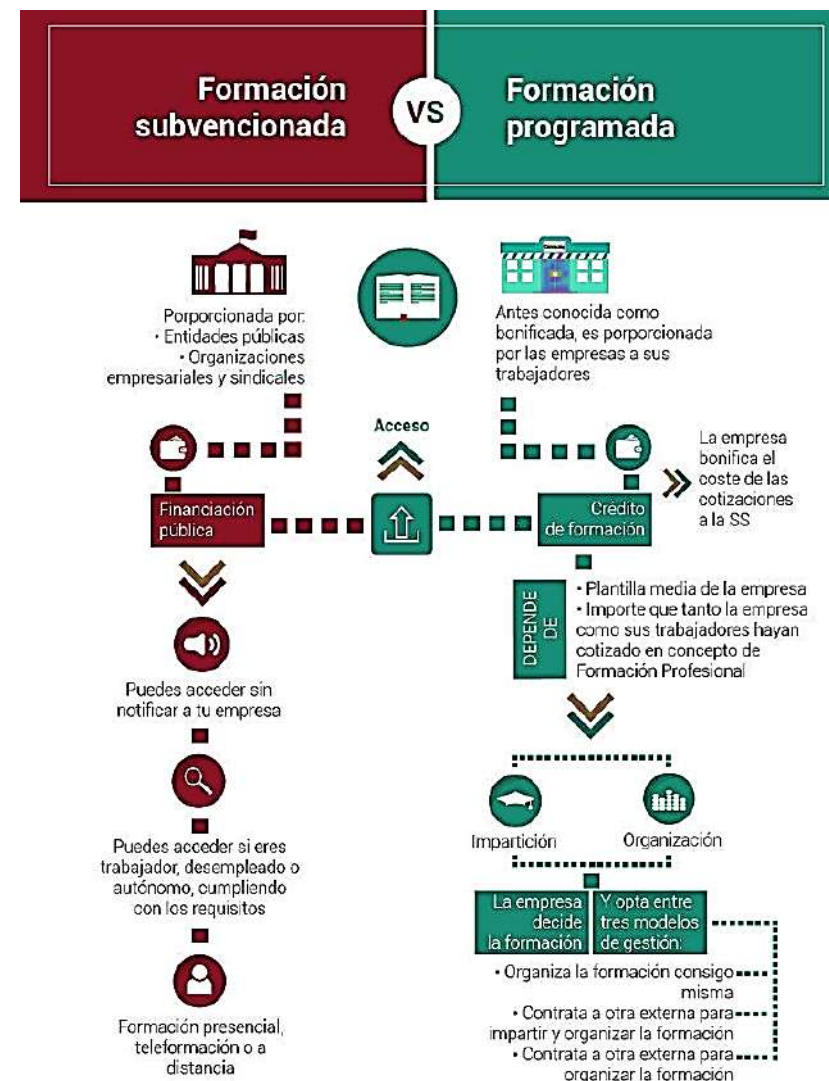 Formación
subvencionada
VS
Formación
programada
Porporcionada por:
• Entidades públicas
• Organizaciones
empresariales y sindicales
Antes conocida como
bonificada, es porporcionada
por las empresas a sus
trabajadores
Acceso
Financiación
pública
Crédito
de formación
La empresa
bonifica el
coste de las
cotizaciones
a la SS
DEPENDE
DE
• Plantilla media de la empresa
• Importe que tanto la empresa
como sus trabajadores hayan
cotizado en concepto de
Formación Profesional
Puedes acceder sin
notificar a tu empresa
Puedes acceder si eres
trabajador, desempleado o
autónomo, cumpliendo
con los requisitos
Formación presencial,
teleformación o a
distancia
Impartición
Organización
La empresa
decide
la formación
Y opta entre
tres modelos
de gestión:
• Organiza la formación consigo
misma
• Contrata a otra externa para
impartir y organizar la formación
• Contrata a otra externa para
organizar la formación